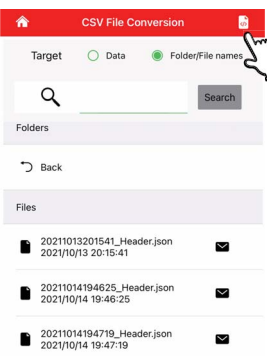 CSV File Conversion
Target Data Folder/File names
Search
Folders
Back
Files
20211013201541_Header.json
2021/10/13 20:15:41
20211014194625_Header.json
2021/10/14 19:46:25
20211014194719_Header.json
2021/10/14 19:47:19